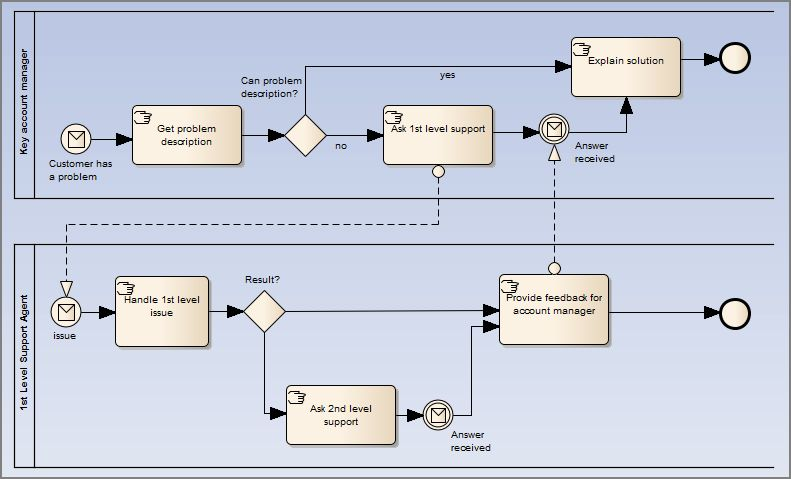 Key account manager
Customer has
a problem
Get problem
description
Can problem
description?
yes
no
Ask 1st level support
Answer
received
Explain solution
1st Level Support Agent
issue
Handle 1st level
issue
Result?
Ask 2nd level
support
Answer
received
Provide feedback for
account manager